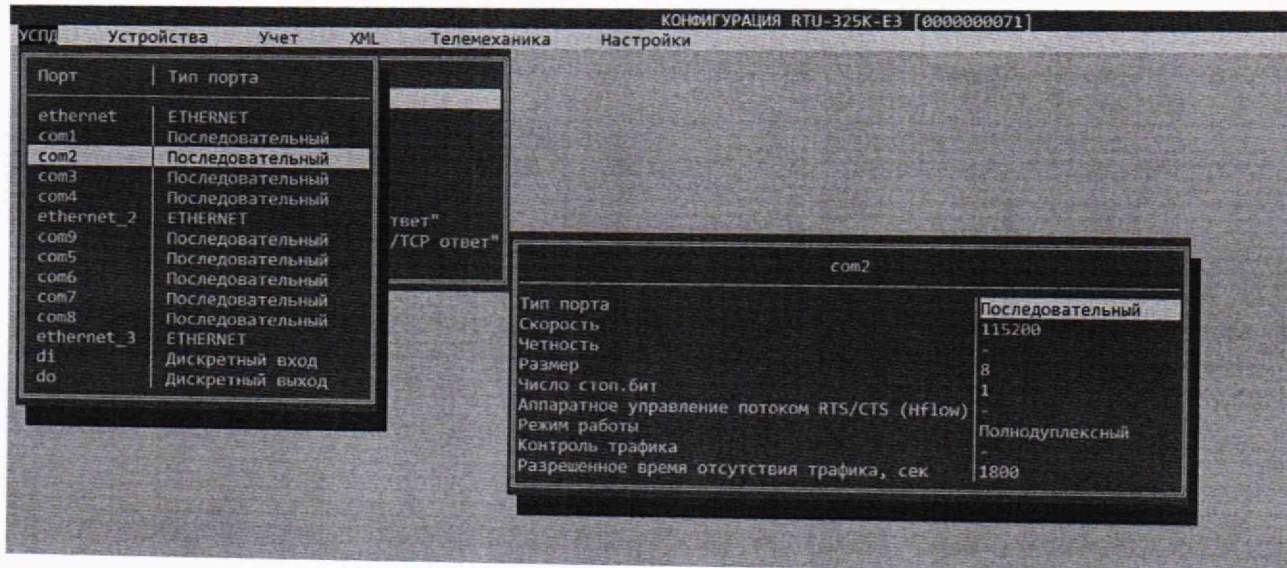 КОНФИГУРАЦИЯ RTU-325K-E3 [0000000071]
УСПД Устройства Учет XML Телемеханика Настройки
Порт Тип порта
ethernet ETHERNET
com1 Последовательный
com2 Последовательный
com3 Последовательный
com4 Последовательный
ethernet_2 ETHERNET
com9 Последовательный
com5 Последовательный
com6 Последовательный
com7 Последовательный
com8 Последовательный
ethernet_3 ETHERNET
di Дискретный вход
do Дискретный выход
твет"
/TCP ответ"
com2
Тип порта Последовательный
Скорость 115200
Четность -
Размер 8
Число стоп.бит 1
Аппаратное управление потоком RTS/CTS (Hflow) -
Режим работы Полнодуплексный
Контроль трафика -
Разрешенное время отсутствия трафика, сек 1800